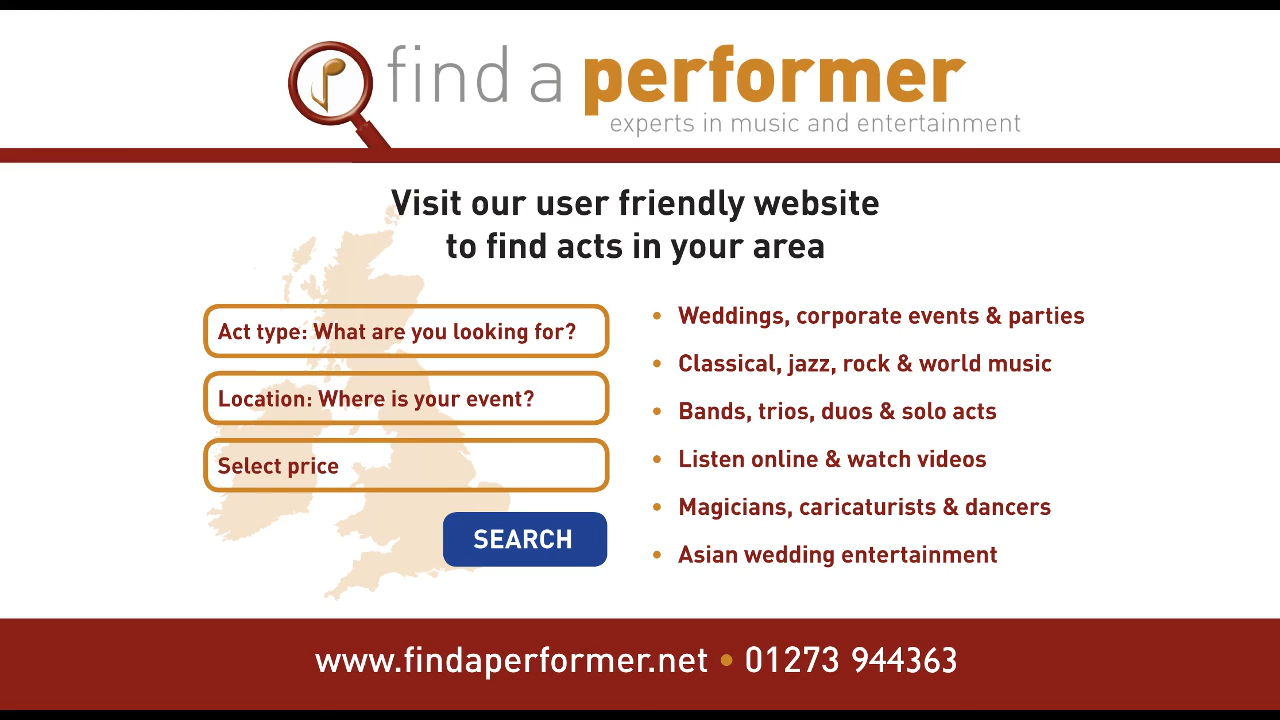 find a performer
experts in music and entertainment
Visit our user friendly website
to find acts in your area
Act type: What are you looking for?
Location: Where is your event?
Select price
SEARCH
• Weddings, corporate events & parties
• Classical, jazz, rock & world music
• Bands, trios, duos & solo acts
• Listen online & watch videos
• Magicians, caricaturists & dancers
• Asian wedding entertainment
www.findaperformer.net • 01273 944363